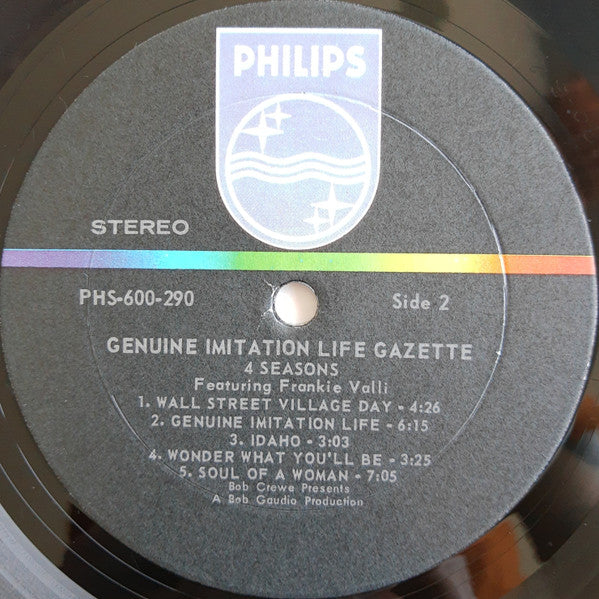 PHILIPS
STEREO
PHS-600-290
Side 2
GENUINE IMITATION LIFE GAZETTE
4 SEASONS
Featuring Frankie Valli
1. WALL STREET VILLAGE DAY - 4:26
2. GENUINE IMITATION LIFE - 6:15
3. IDAHO - 3:03
4. WONDER WHAT YOU'LL BE - 3:25
5. SOUL OF A WOMAN - 7:05
Bob Crewe Presents
A Bob Gaudio Production